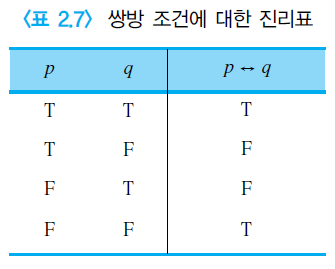 <표 2.7> 쌍방 조건에 대한 진리표
p q p ↔ q
T T T
T F F
F T F
F F T